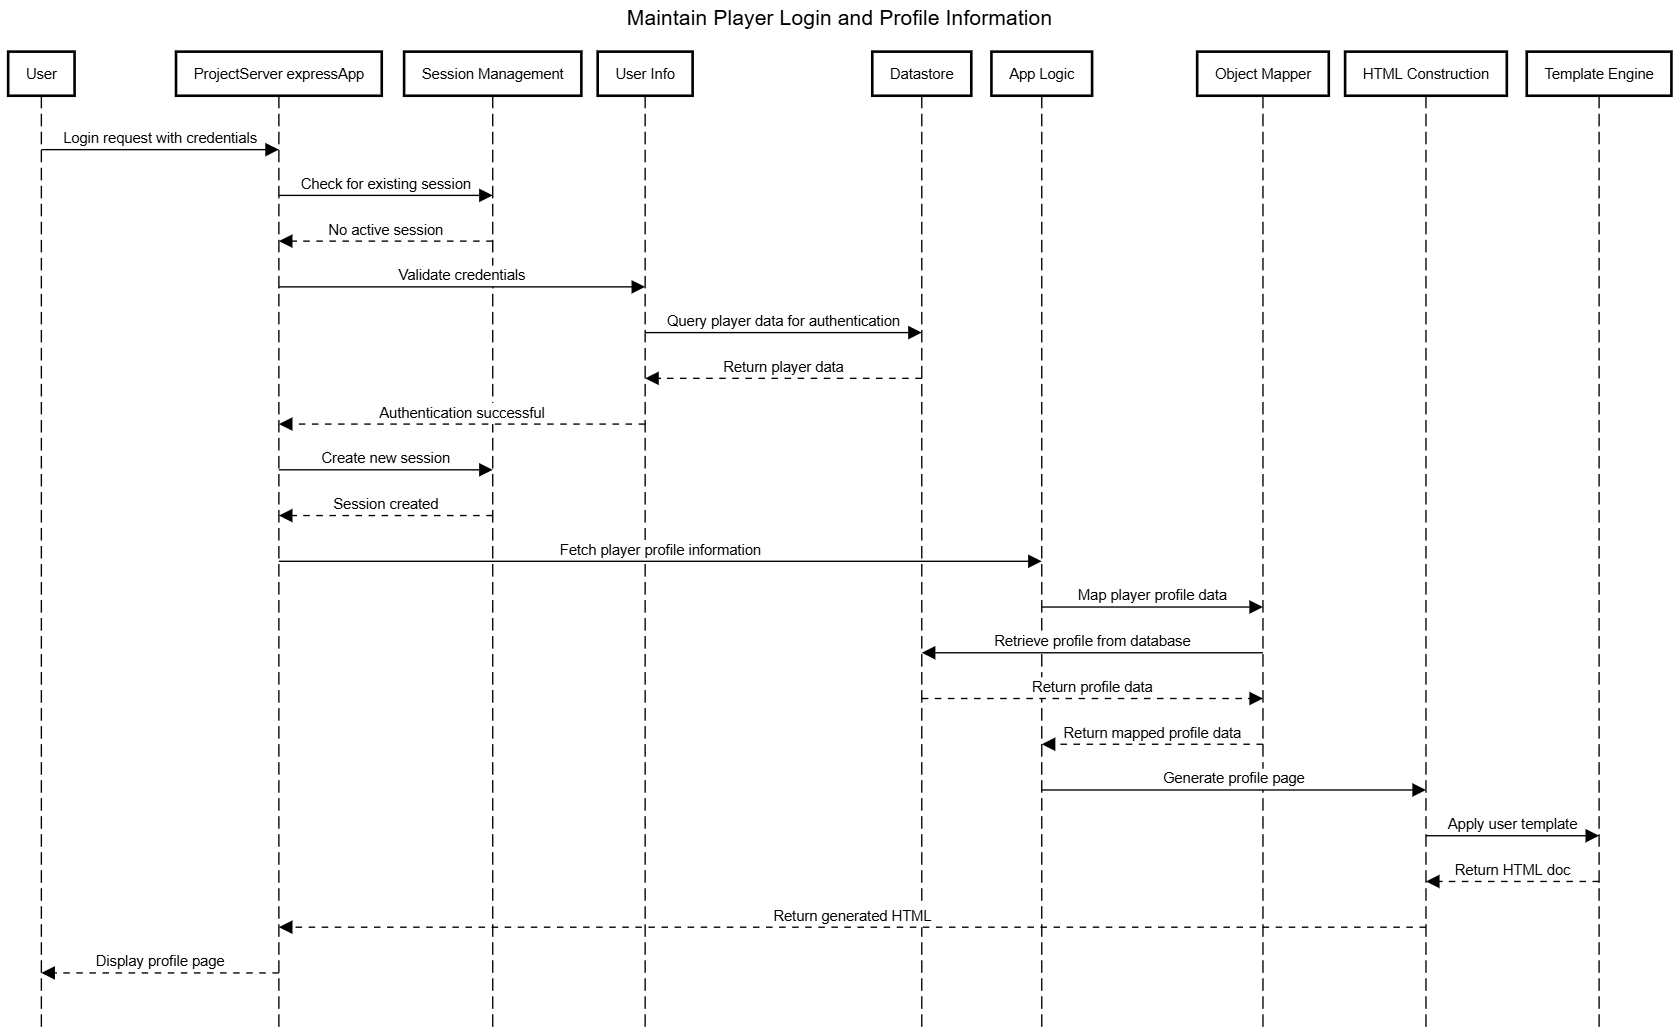 Maintain Player Login and Profile Information
User
ProjectServer expressApp
Session Management
User Info
Datastore
App Logic
Object Mapper
HTML Construction
Template Engine
Login request with credentials
Check for existing session
No active session
Validate credentials
Query player data for authentication
Return player data
Authentication successful
Create new session
Session created
Fetch player profile information
Map player profile data
Retrieve profile from database
Return profile data
Return mapped profile data
Generate profile page
Apply user template
Return HTML doc
Return generated HTML
Display profile page